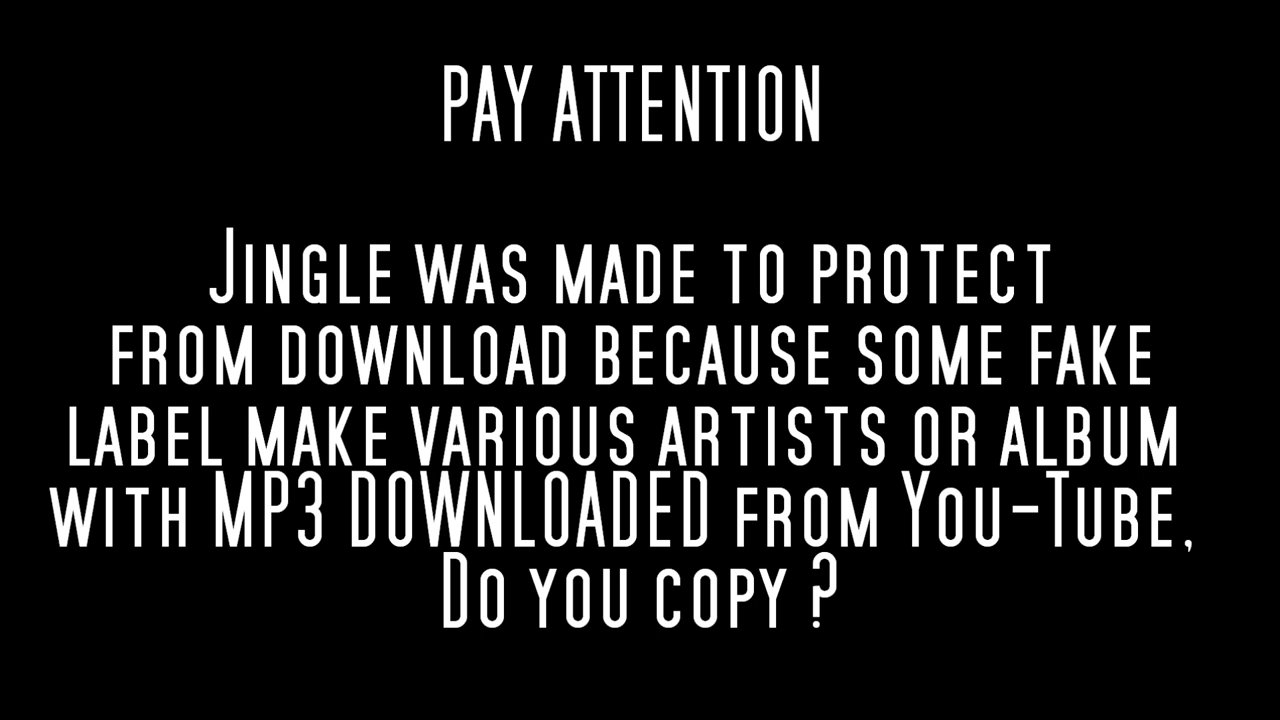 PAY ATTENTION
Jingle was made to protect
from download because some fake
label make various artists or album
with MP3 DOWNLOADED from You-Tube,
Do you copy ?